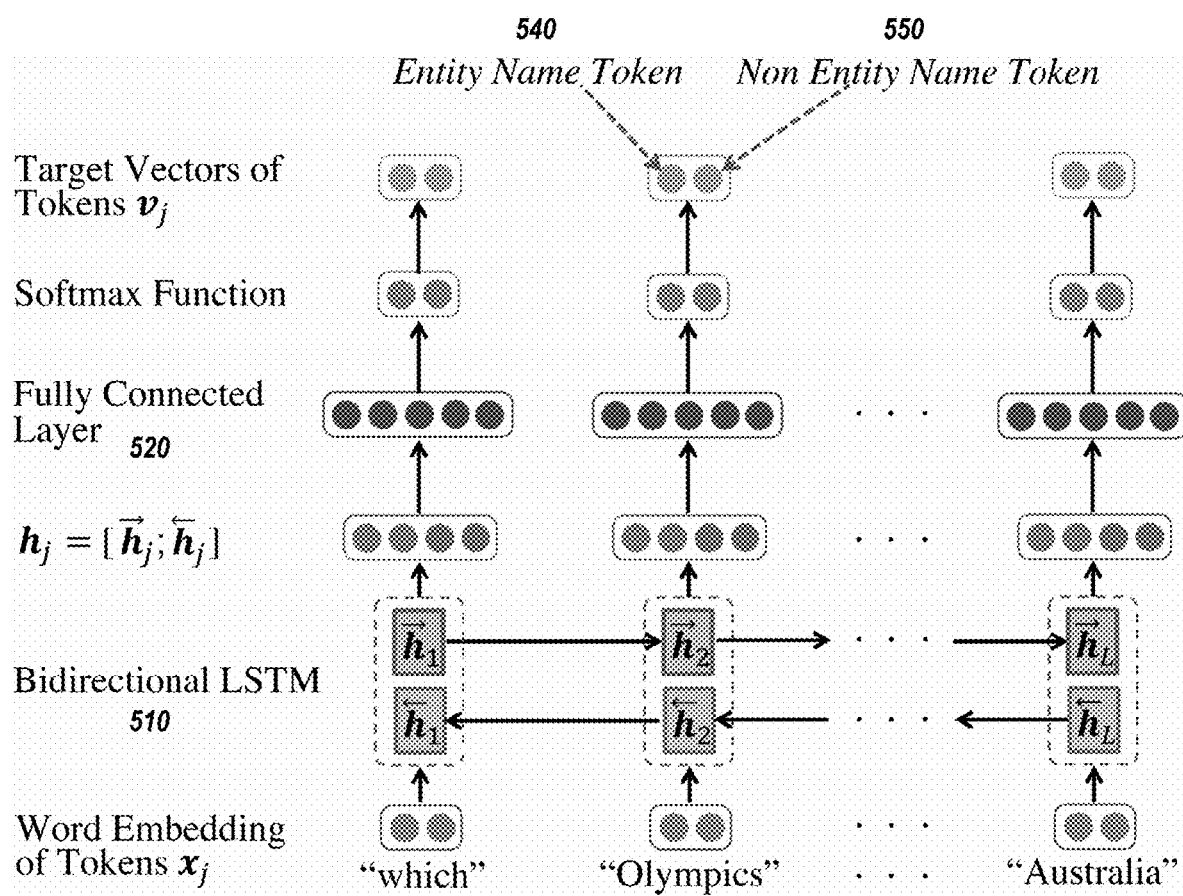 540 550
Entity Name Token Non Entity Name Token
Target Vectors of
Tokens v_j
Softmax Function
Fully Connected
Layer 520
. . .
h_j = [h⃗_j; h⃖_j]
. . .
h⃗_1 h⃗_2 . . . h⃗_L
Bidirectional LSTM
510
h⃖_1 h⃖_2 . . . h⃖_L
Word Embedding
of Tokens x_j
. . .
"which" "Olympics" . . . "Australia"